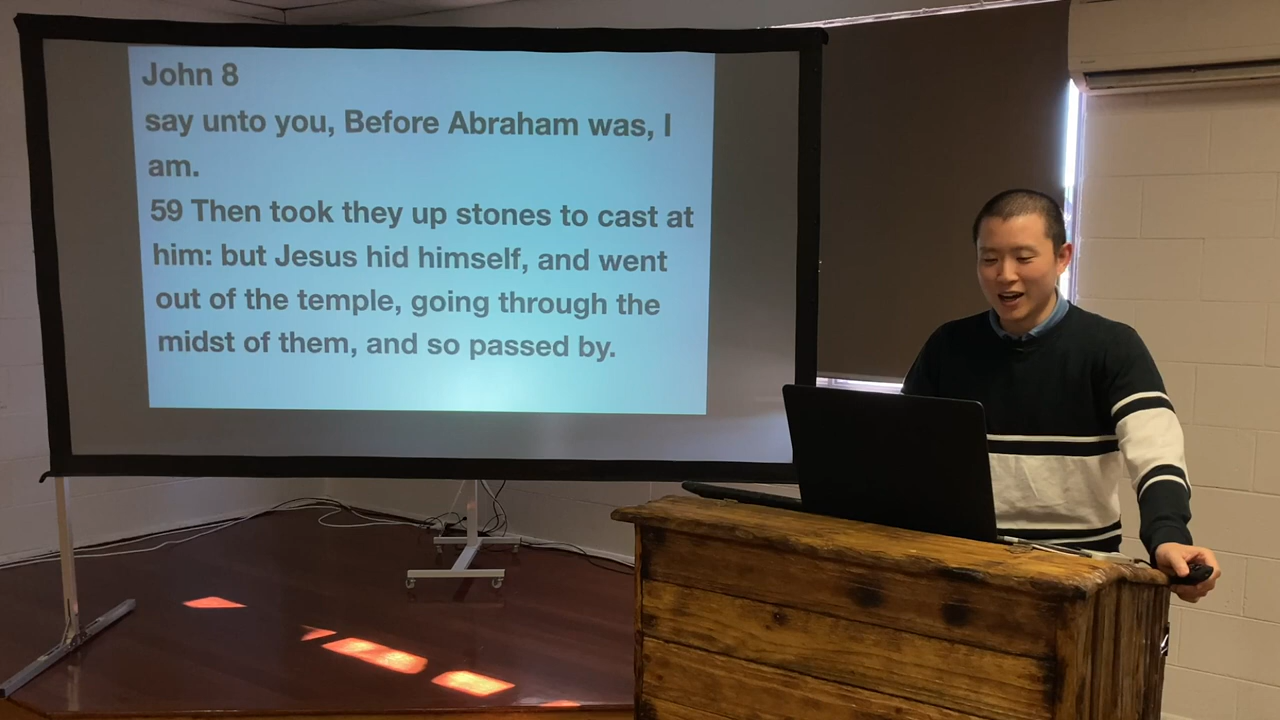 John 8
say unto you, Before Abraham was, I
am.
59 Then took they up stones to cast at
him: but Jesus hid himself, and went
out of the temple, going through the
midst of them, and so passed by.